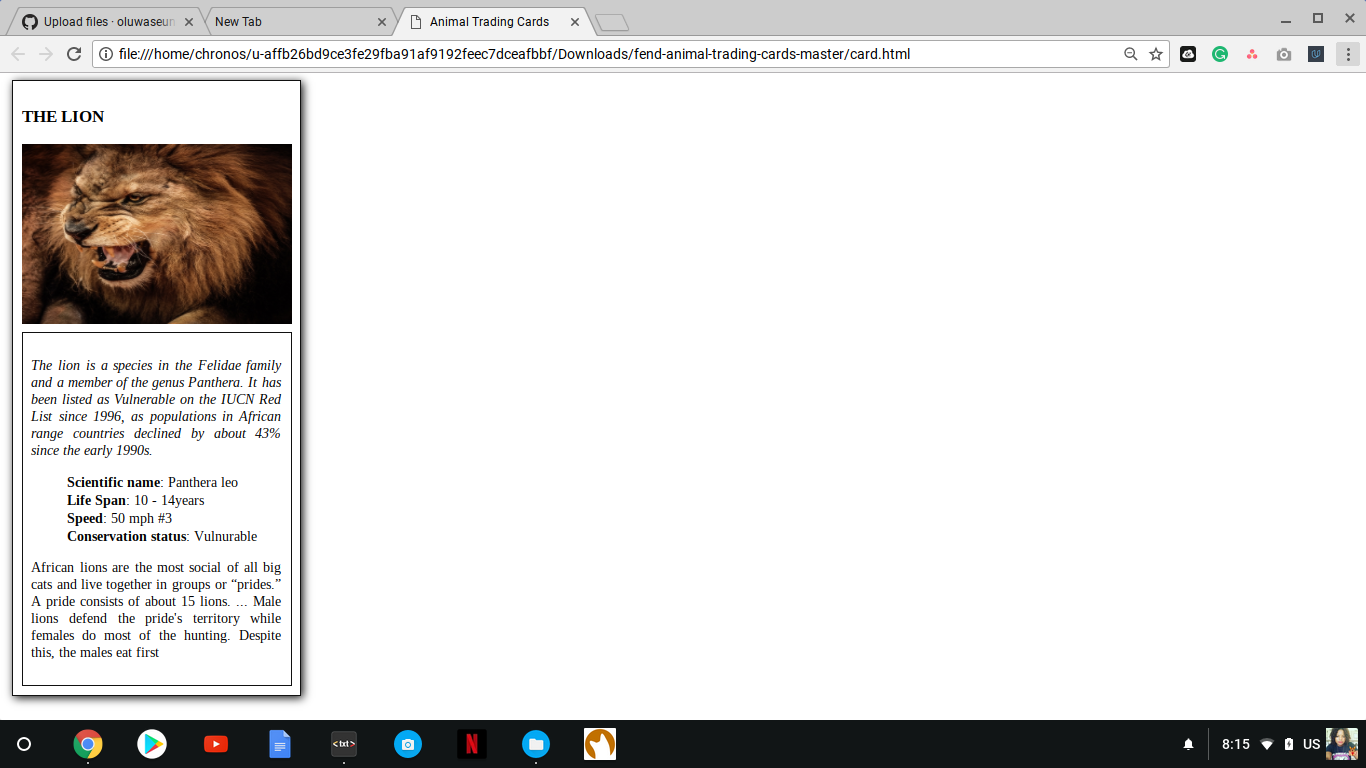 Upload files · oluwaseun
New Tab
Animal Trading Cards
file:///home/chronos/u-affb26bd9ce3fe29fba91af9192feec7dceafbbf/Downloads/fend-animal-trading-cards-master/card.html
THE LION
The lion is a species in the Felidae family
and a member of the genus Panthera. It has
been listed as Vulnerable on the IUCN Red
List since 1996, as populations in African
range countries declined by about 43%
since the early 1990s.
Scientific name: Panthera leo
Life Span: 10 - 14years
Speed: 50 mph #3
Conservation status: Vulnurable
African lions are the most social of all big
cats and live together in groups or “prides.”
A pride consists of about 15 lions. ... Male
lions defend the pride's territory while
females do most of the hunting. Despite
this, the males eat first
<txt>
N
8:15
US